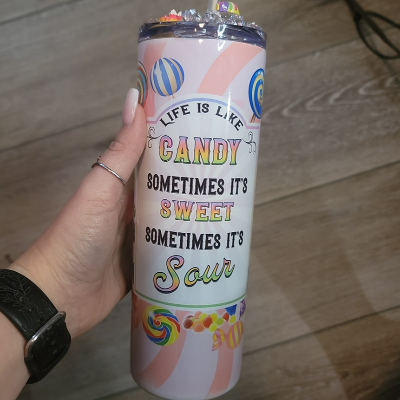 LIFE IS LIKE
CANDY
SOMETIMES IT'S
SWEET
SOMETIMES IT'S
Sour